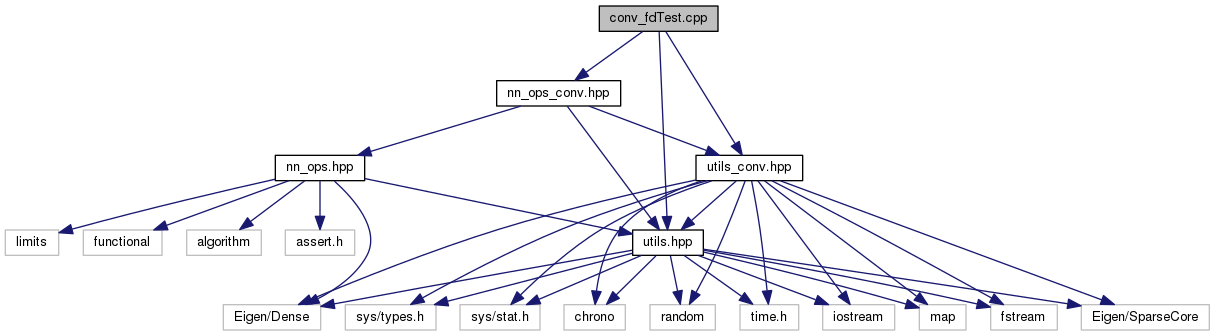 conv_fdTest.cpp
nn_ops_conv.hpp
nn_ops.hpp
utils_conv.hpp
limits
functional
algorithm
assert.h
utils.hpp
Eigen/Dense
sys/types.h
sys/stat.h
chrono
random
time.h
iostream
map
fstream
Eigen/SparseCore